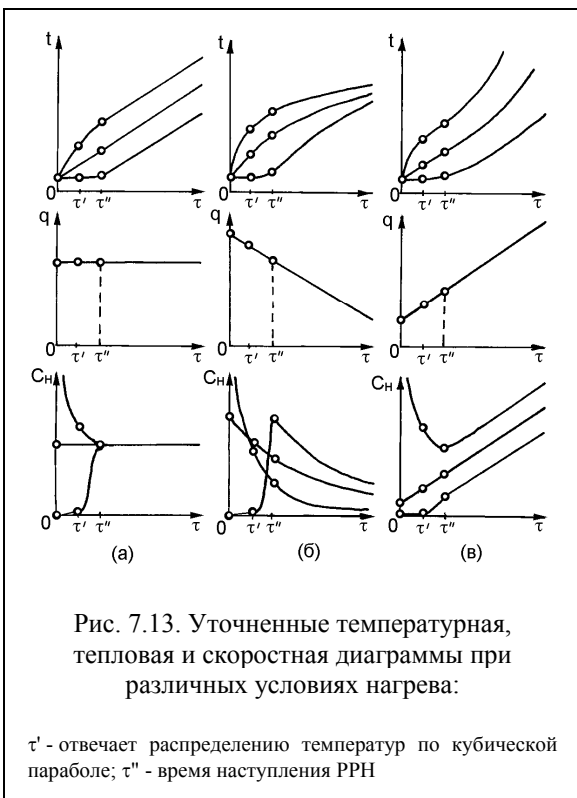 t t t
0 τ' τ" τ 0 τ' τ" τ 0 τ' τ" τ
q q q
0 τ' τ" τ 0 τ' τ" τ 0 τ' τ" τ
Cн Cн Cн
0 τ' τ" τ 0 τ' τ" τ 0 τ' τ" τ
(а) (б) (в)
Рис. 7.13. Уточненные температурная,
тепловая и скоростная диаграммы при
различных условиях нагрева:
τ' - отвечает распределению температур по кубической
параболе; τ" - время наступления РРН